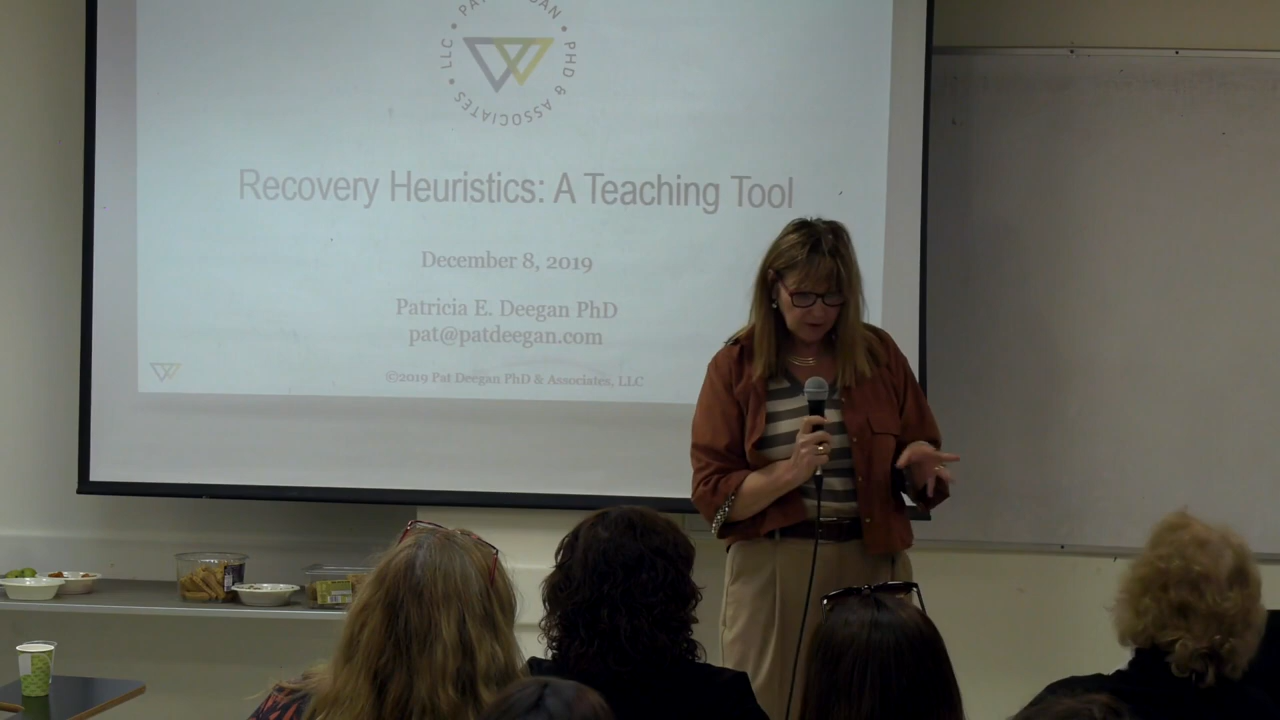 PAT DEEGAN • PHD & ASSOCIATES • LLC •
Recovery Heuristics: A Teaching Tool
December 8, 2019
Patricia E. Deegan PhD
pat@patdeegan.com
©2019 Pat Deegan PhD & Associates, LLC